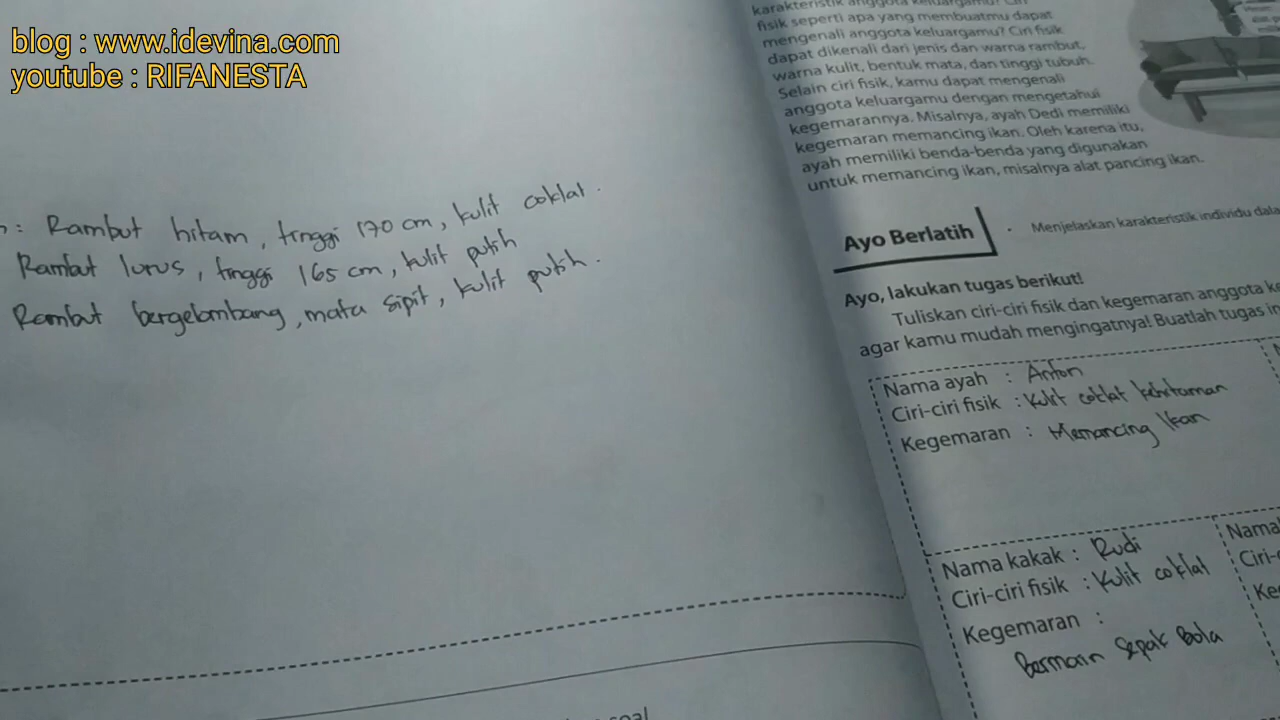 blog : www.idevina.com
youtube : RIFANESTA
: Rambut hitam, tinggi 170 cm, kulit coklat.
Rambut lurus, tinggi 165 cm, kulit putih
Rambut bergelombang, mata sipit, kulit putih.
karakteristik anggota keluargamu? Ciri
fisik seperti apa yang membuatmu dapat
mengenali anggota keluargamu? Ciri fisik
dapat dikenali dari jenis dan warna rambut,
warna kulit, bentuk mata, dan tinggi tubuh.
Selain ciri fisik, kamu dapat mengenali
anggota keluargamu dengan mengetahui
kegemarannya. Misalnya, ayah Dedi memiliki
kegemaran memancing ikan. Oleh karena itu,
ayah memiliki benda-benda yang digunakan
untuk memancing ikan, misalnya alat pancing ikan.
Ayo Berlatih
• Menjelaskan karakteristik individu dala
Ayo, lakukan tugas berikut!
Tuliskan ciri-ciri fisik dan kegemaran anggota ke
agar kamu mudah mengingatnya! Buatlah tugas in
Nama ayah : Anton
Ciri-ciri fisik : Kulit coklat kehitaman
Kegemaran : Memancing Ikan
Nama kakak : Rudi
Ciri-ciri fisik : Kulit coklat
Kegemaran :
Bermain Sepak Bola
Nama
Ciri-
Ke
soal